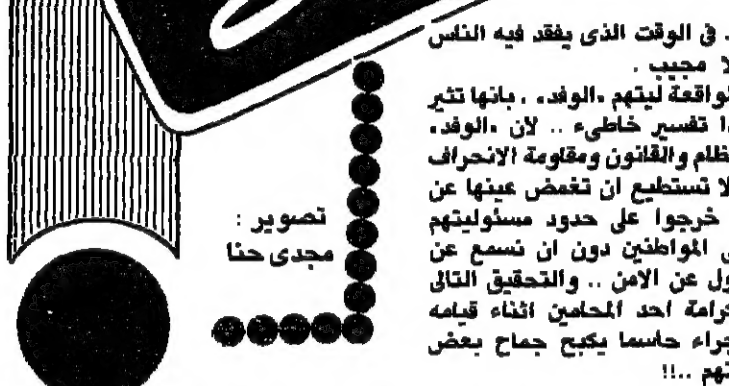 . فى الوقت الذى يفقد فيه الناس
لا مجيب .
لواقعة ليتهم «الوفد» ، بانها تثير
ا تفسير خاطىء .. لان «الوفد»
ظام والقانون ومقاومة الانحراف
لا تستطيع ان تغمض عينها عن
خرجوا على حدود مسئوليتهم
ى المواطنين دون ان نسمع عن
ول عن الامن .. والتحقيق التالى
كرامة احد المحامين اثناء قيامه
جراء حاسما يكبح جماح بعض
تهم ..!!
تصوير :
مجدى حنا